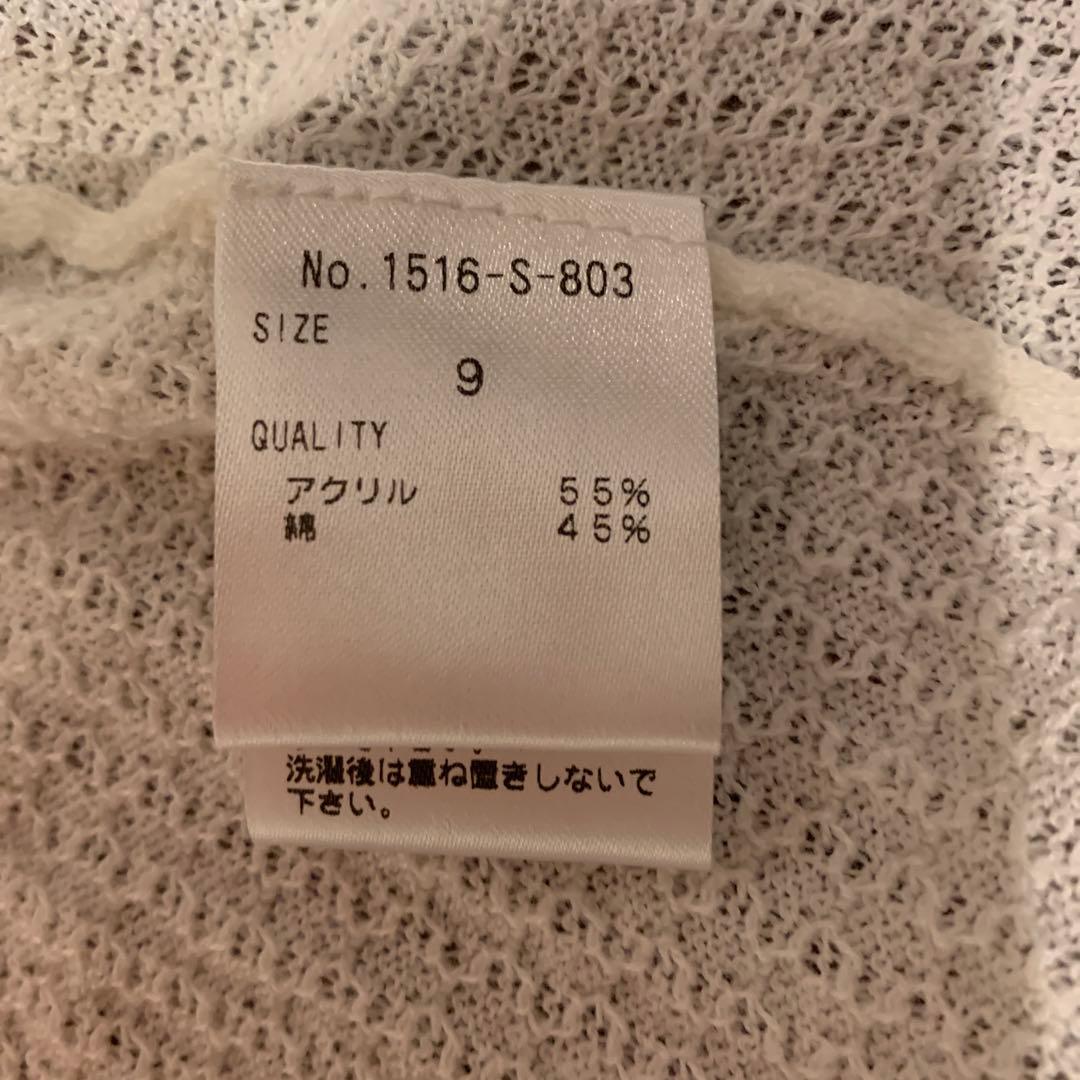 No.1516-S-803
SIZE
9
QUALITY
アクリル 55%
綿 45%
洗濯後は重ね置きしないで
下さい。